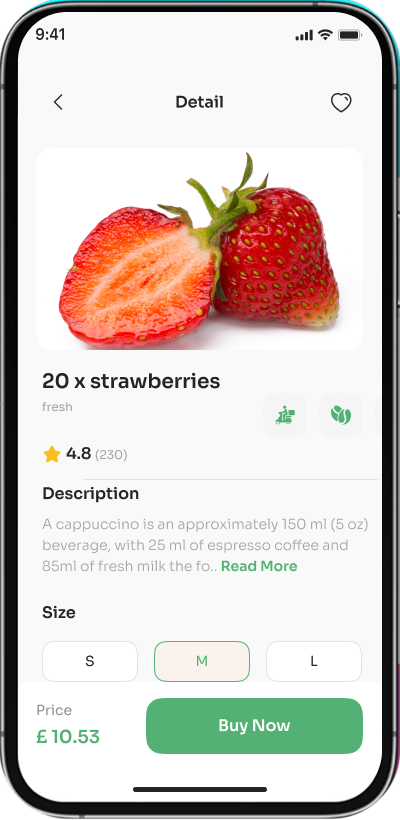 9:41
Detail
20 x strawberries
fresh
4.8 (230)
Description
A cappuccino is an approximately 150 ml (5 oz)
beverage, with 25 ml of espresso coffee and
85ml of fresh milk the fo.. Read More
Size
S M L
Price
£ 10.53
Buy Now